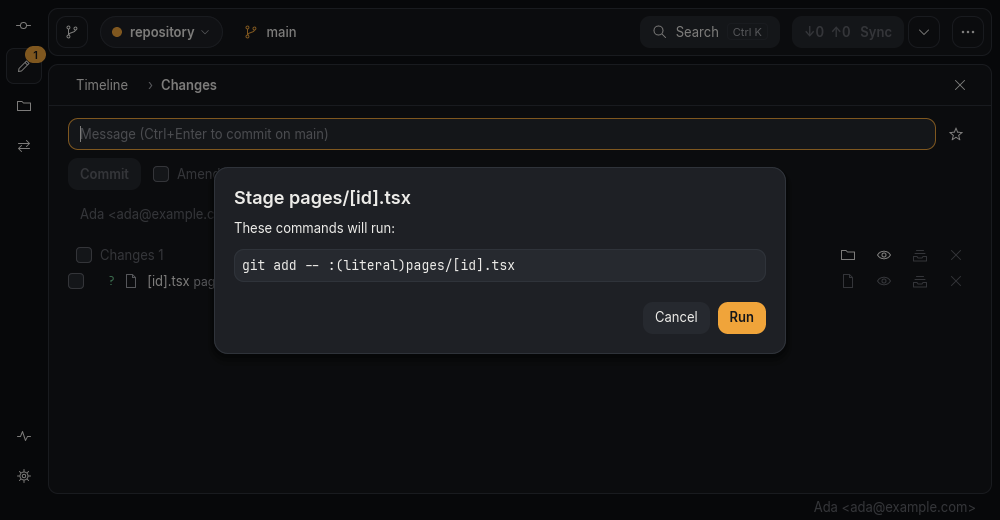 repository
main
Search Ctrl K
↓0 ↑0 Sync
1
Timeline › Changes
Message (Ctrl+Enter to commit on main)
Commit
Ada <ada@example.c
Stage pages/[id].tsx
These commands will run:
git add -- :(literal)pages/[id].tsx
Cancel Run
Changes 1
? [id].tsx pag
Ada <ada@example.com>